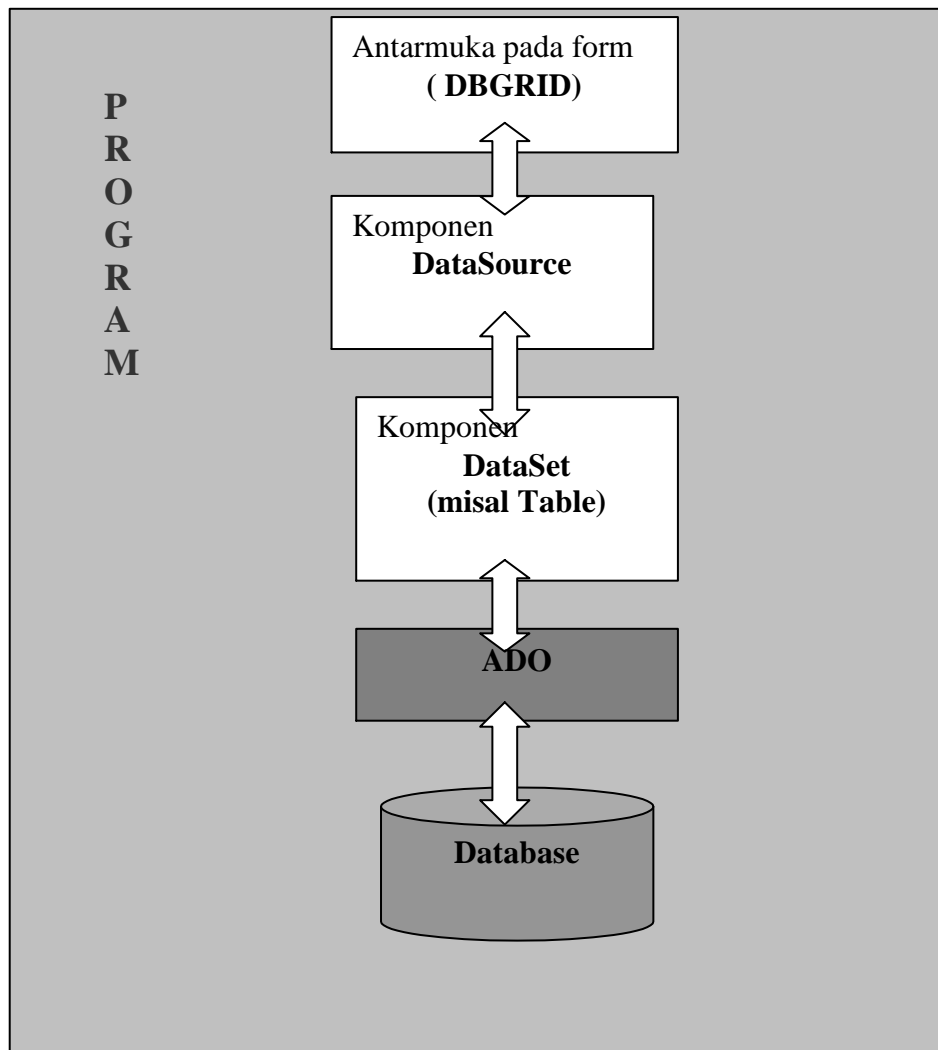 Antarmuka pada form
( DBGRID)
P
R
O
G
R
A
M
Komponen
DataSource
Komponen
DataSet
(misal Table)
ADO
Database